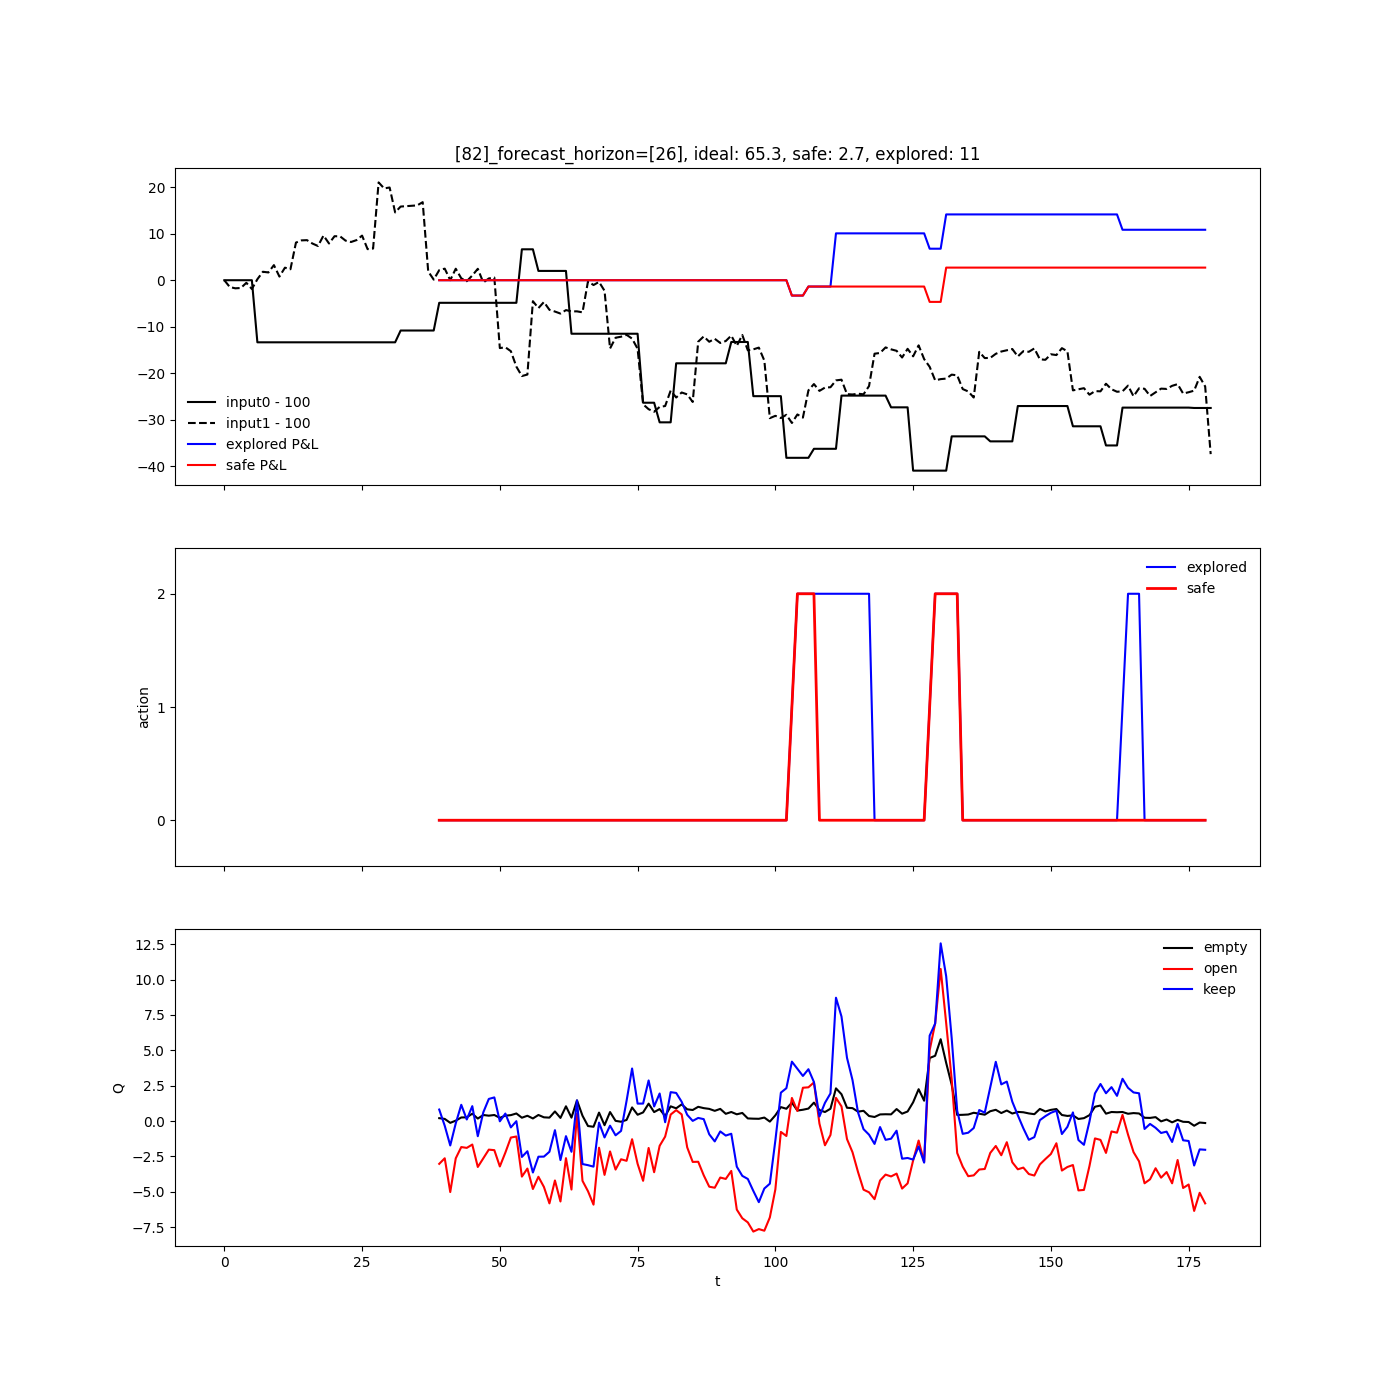 [82]_forecast_horizon=[26], ideal: 65.3, safe: 2.7, explored: 11
20
10
0
−10
−20
−30
−40
input0 - 100
input1 - 100
explored P&L
safe P&L
2
1
0
action
explored
safe
12.5
10.0
7.5
5.0
2.5
0.0
−2.5
−5.0
−7.5
Q
empty
open
keep
0 25 50 75 100 125 150 175
t